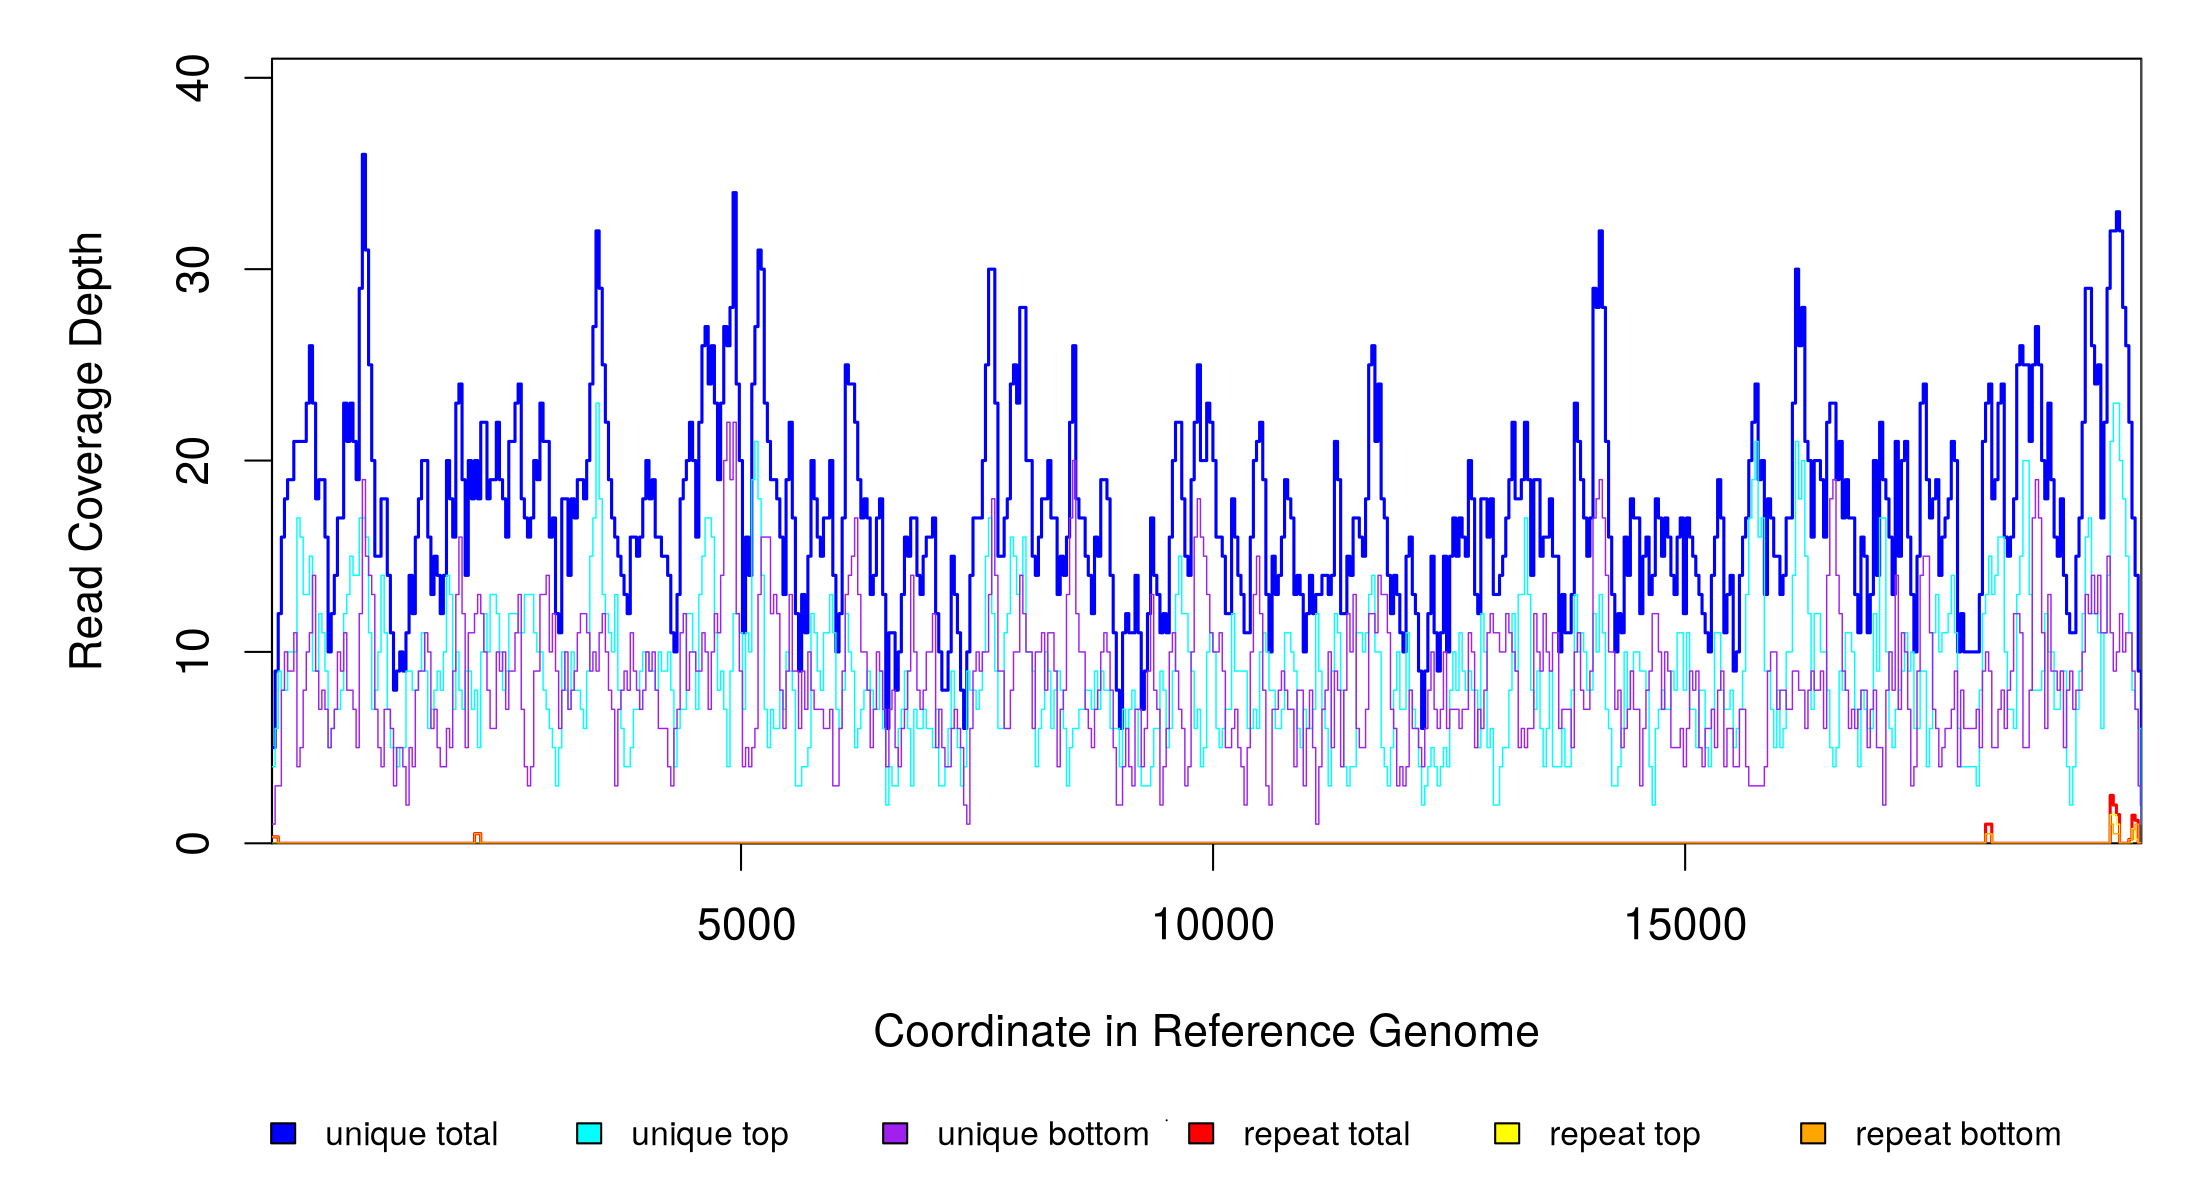 40
30
20
10
0
Read Coverage Depth
5000 10000 15000
Coordinate in Reference Genome
unique total unique top unique bottom repeat total repeat top repeat bottom